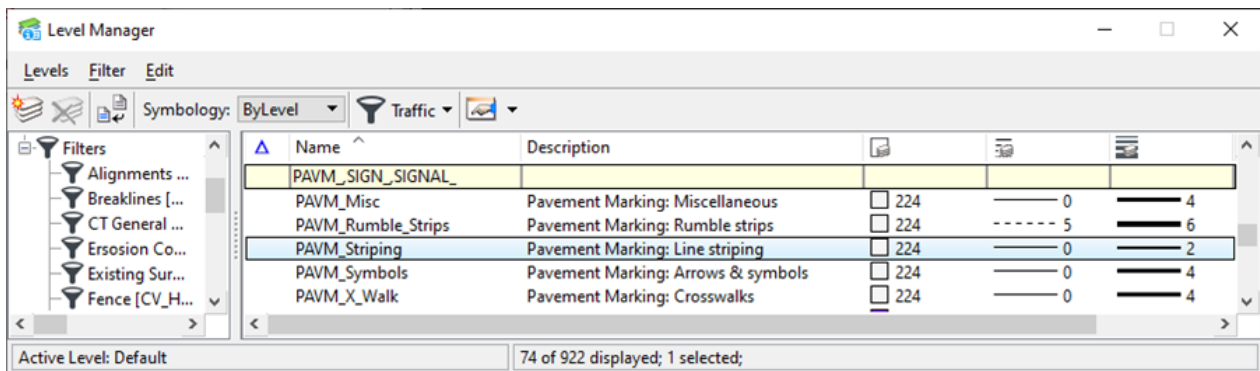 Level Manager
Levels Filter Edit
Symbology: ByLevel Traffic
Filters
Alignments ...
Breaklines [...
CT General ...
Ersosion Co...
Existing Sur...
Fence [CV_H...
Name Description
PAVM_,SIGN_,SIGNAL_
PAVM_Misc Pavement Marking: Miscellaneous 224 0 4
PAVM_Rumble_Strips Pavement Marking: Rumble strips 224 5 6
PAVM_Striping Pavement Marking: Line striping 224 0 2
PAVM_Symbols Pavement Marking: Arrows & symbols 224 0 4
PAVM_X_Walk Pavement Marking: Crosswalks 224 0 4
Active Level: Default 74 of 922 displayed; 1 selected;